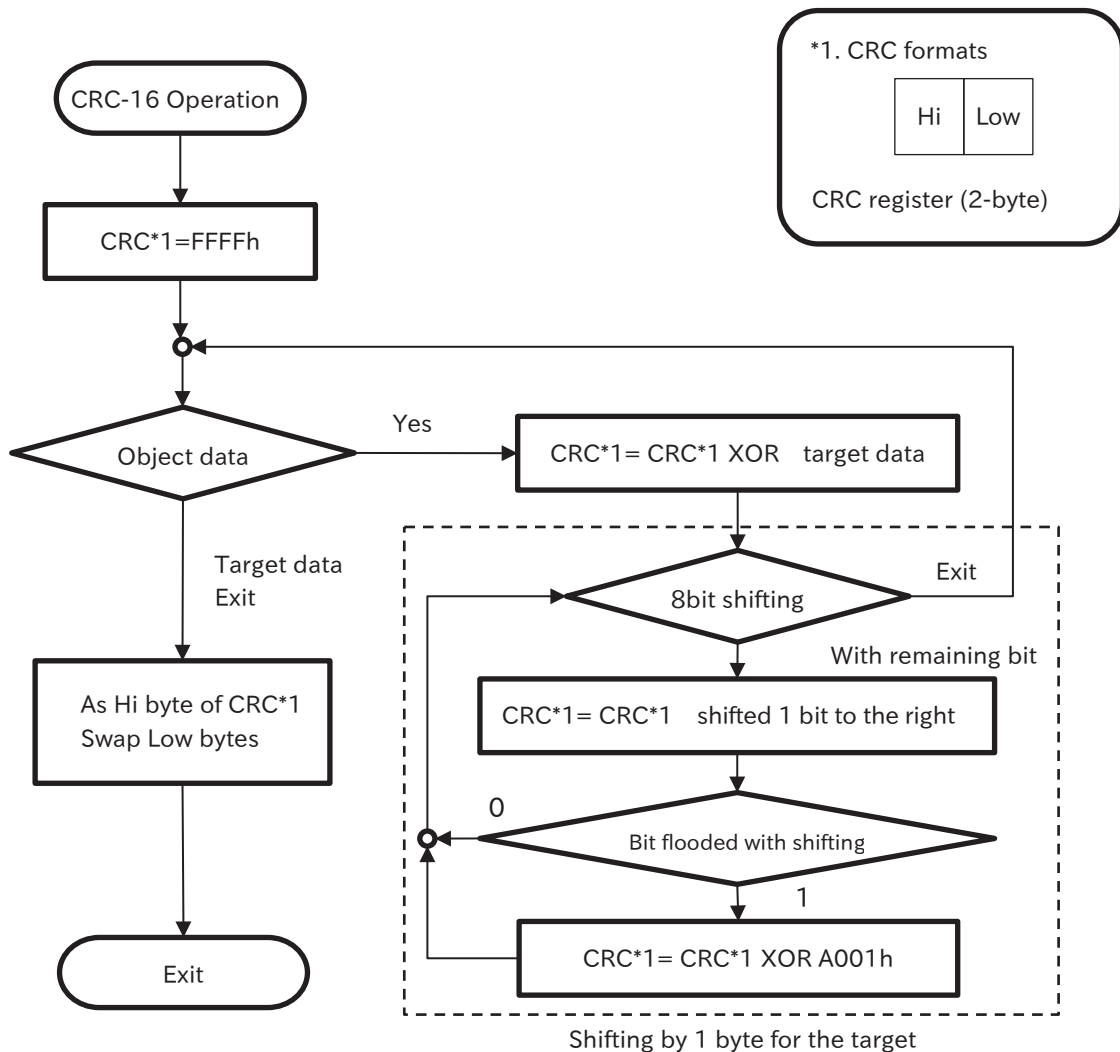 *1. CRC formats
Hi Low
CRC register (2-byte)
CRC-16 Operation
CRC*1=FFFFh
Object data
Yes
CRC*1= CRC*1 XOR target data
Target data
Exit
8bit shifting
Exit
With remaining bit
As Hi byte of CRC*1
Swap Low bytes
CRC*1= CRC*1 shifted 1 bit to the right
0
Bit flooded with shifting
1
CRC*1= CRC*1 XOR A001h
Exit
Shifting by 1 byte for the target